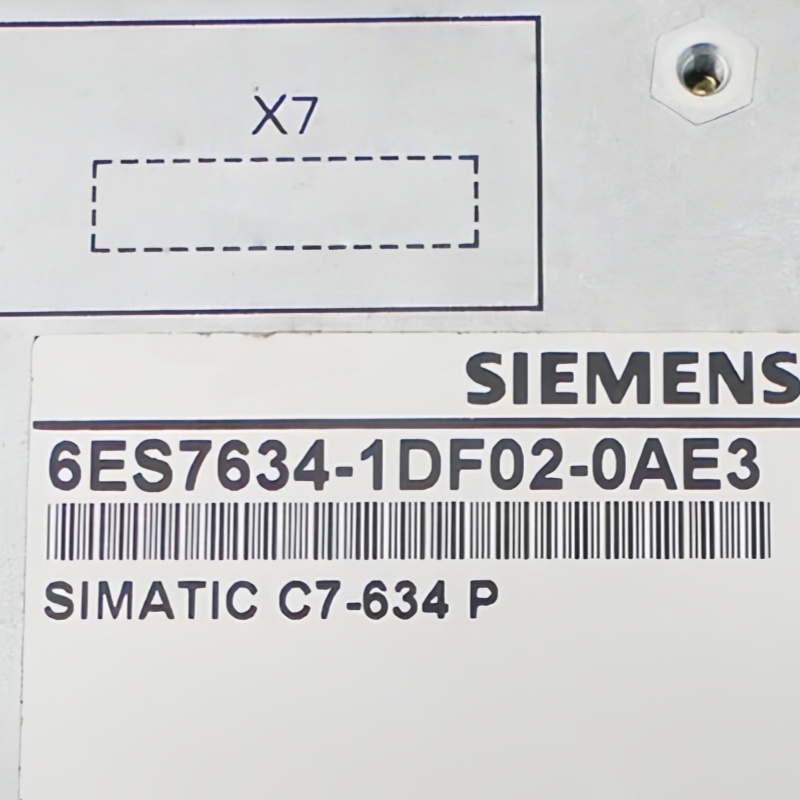 X7
SIEMENS
6ES7634-1DF02-0AE3
SIMATIC C7-634 P